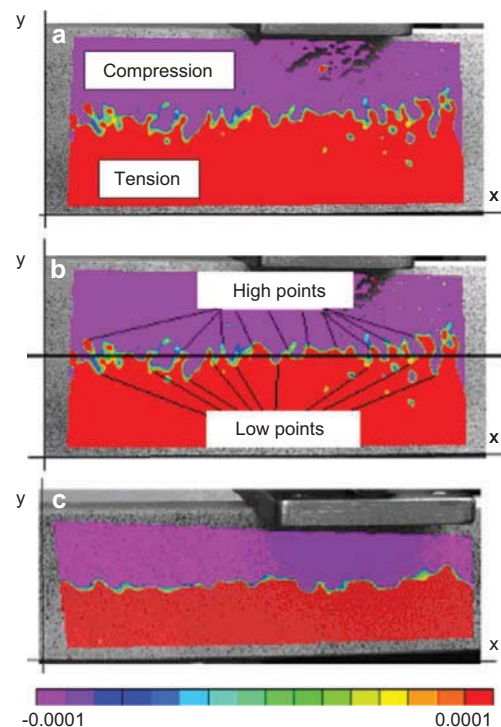 y
a
Compression
Tension
x
y
b
High points
x
Low points
y
c
x
-0.0001 0.0001